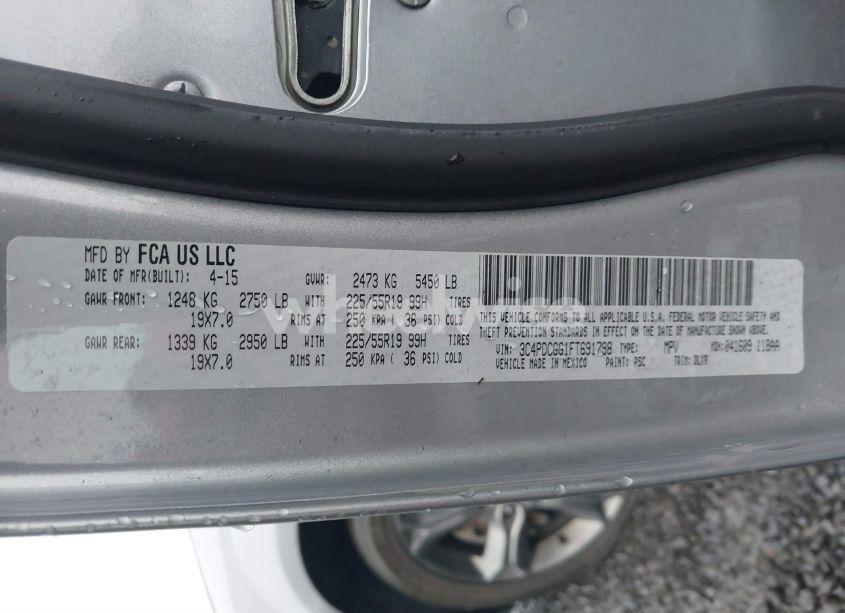 MFD BY FCA US LLC
DATE OF MFR(BUILT): 4-15 GVWR: 2473 KG 5450 LB
GAWR FRONT: 1248 KG 2750 LB WITH 225/55R19 99H TIRES
19X7.0 RIMS AT 250 KPA ( 36 PSI) COLD
GAWR REAR: 1339 KG 2950 LB WITH 225/55R19 99H TIRES
19X7.0 RIMS AT 250 KPA ( 36 PSI) COLD
THIS VEHICLE CONFORMS TO ALL APPLICABLE U.S.A. FEDERAL MOTOR VEHICLE SAFETY AND
THEFT PREVENTION STANDARDS IN EFFECT ON THE DATE OF MANUFACTURE SHOWN ABOVE.
VIN: 3C4PDCGG1FT691798 TYPE: MPV MDH: 041609 118AA
VEHICLE MADE IN MEXICO PAINT: PSC TRIM: